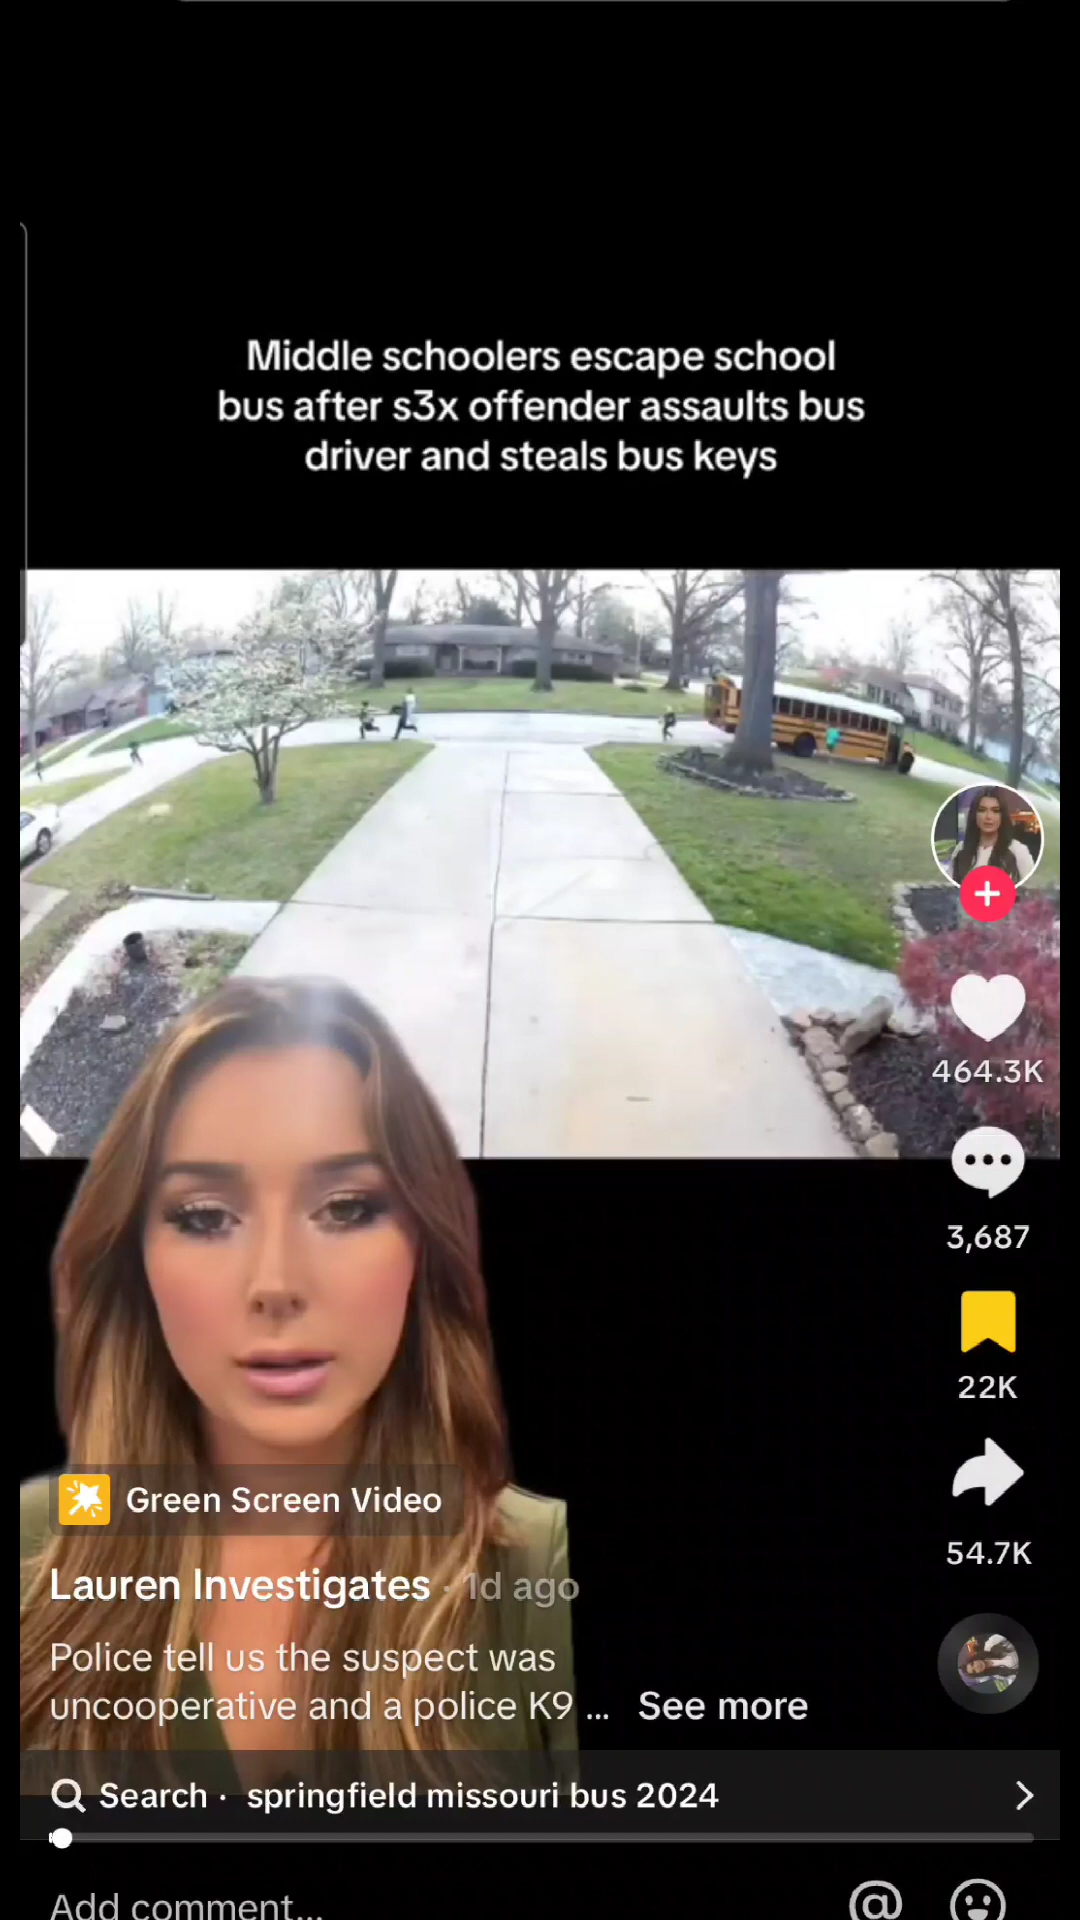 Middle schoolers escape school
bus after s3x offender assaults bus
driver and steals bus keys
464.3K
3,687
22K
54.7K
Green Screen Video
Lauren Investigates · 1d ago
Police tell us the suspect was
uncooperative and a police K9 ... See more
Search · springfield missouri bus 2024
Add comment...
@